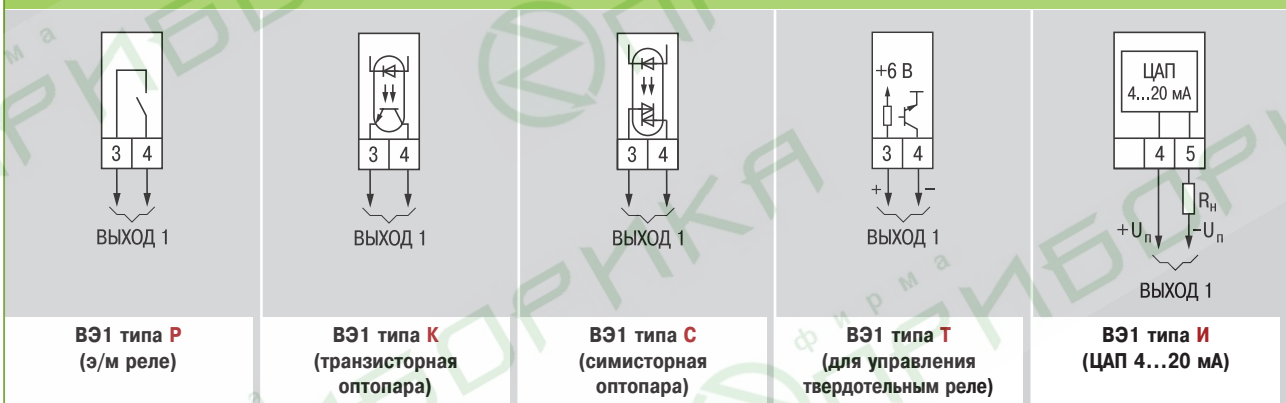 3 4
ВЫХОД 1
ВЭ1 типа Р
(э/м реле)
3 4
ВЫХОД 1
ВЭ1 типа К
(транзисторная
оптопара)
3 4
ВЫХОД 1
ВЭ1 типа С
(симисторная
оптопара)
+6 В
3 4
+ –
ВЫХОД 1
ВЭ1 типа Т
(для управления
твердотельным реле)
ЦАП
4...20 мА
4 5
Rн
+Uп -Uп
ВЫХОД 1
ВЭ1 типа И
(ЦАП 4...20 мА)
фирма
ПРИБОРИКА